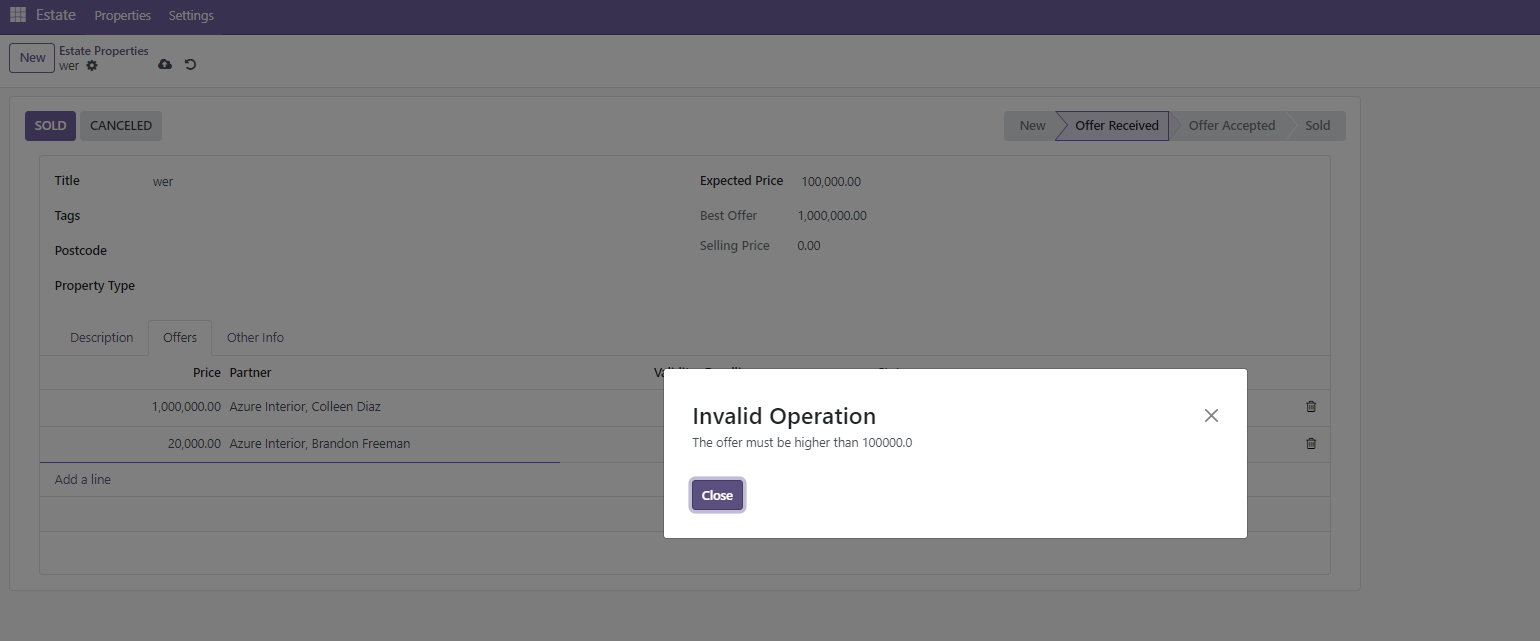 Estate Properties Settings
New
Estate Properties
wer
SOLD CANCELED
New Offer Received Offer Accepted Sold
Title wer
Expected Price 100,000.00
Tags
Best Offer 1,000,000.00
Postcode
Selling Price 0.00
Property Type
Description Offers Other Info
Price Partner
1,000,000.00 Azure Interior, Colleen Diaz
20,000.00 Azure Interior, Brandon Freeman
Add a line
Invalid Operation
The offer must be higher than 100000.0
Close